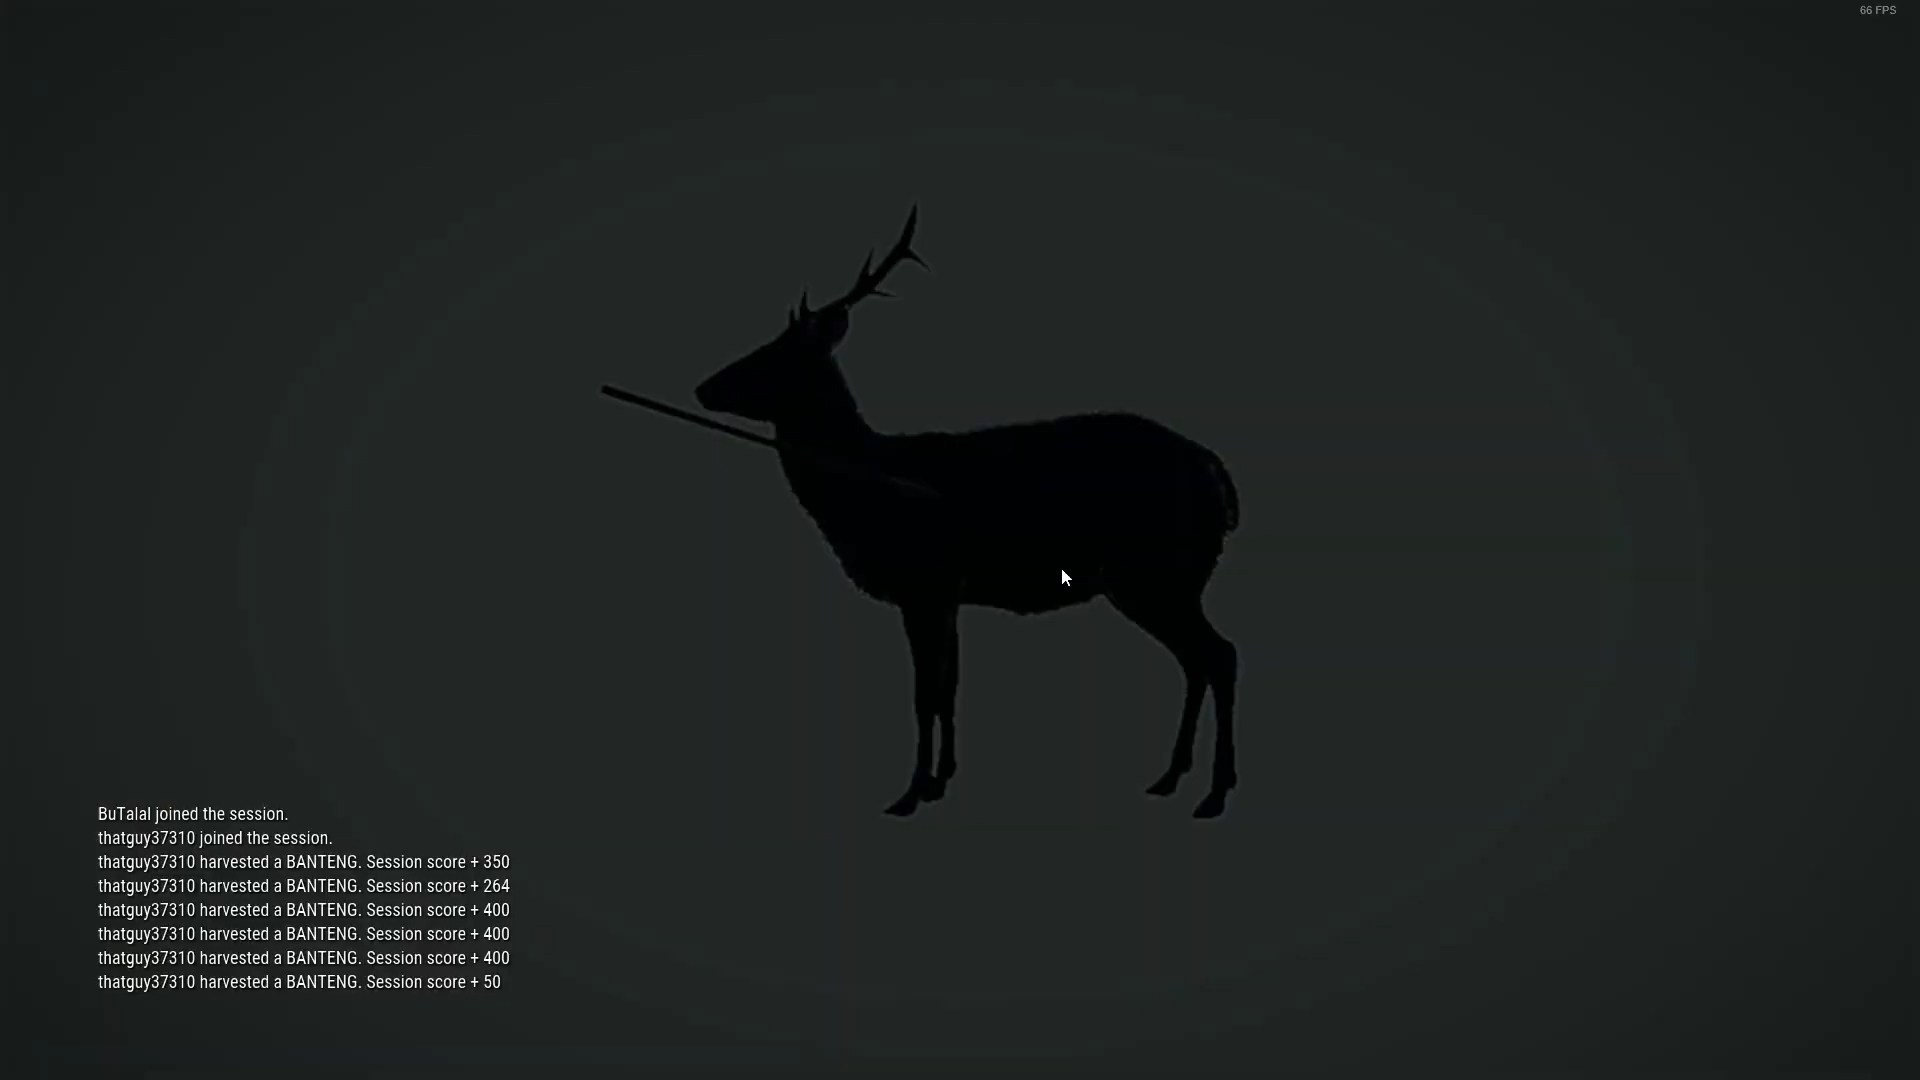 66 FPS
BuTalal joined the session.
thatguy37310 joined the session.
thatguy37310 harvested a BANTENG. Session score + 350
thatguy37310 harvested a BANTENG. Session score + 264
thatguy37310 harvested a BANTENG. Session score + 400
thatguy37310 harvested a BANTENG. Session score + 400
thatguy37310 harvested a BANTENG. Session score + 400
thatguy37310 harvested a BANTENG. Session score + 50